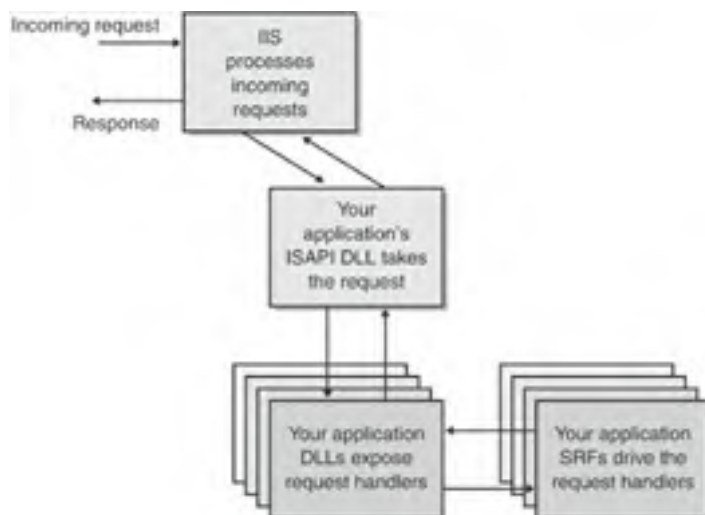 Incoming request
IIS
processes
incoming
requests
Response
Your
application's
ISAPI DLL takes
the request
Your application
DLLs expose
request handlers
Your application
SRFs drive the
request handlers